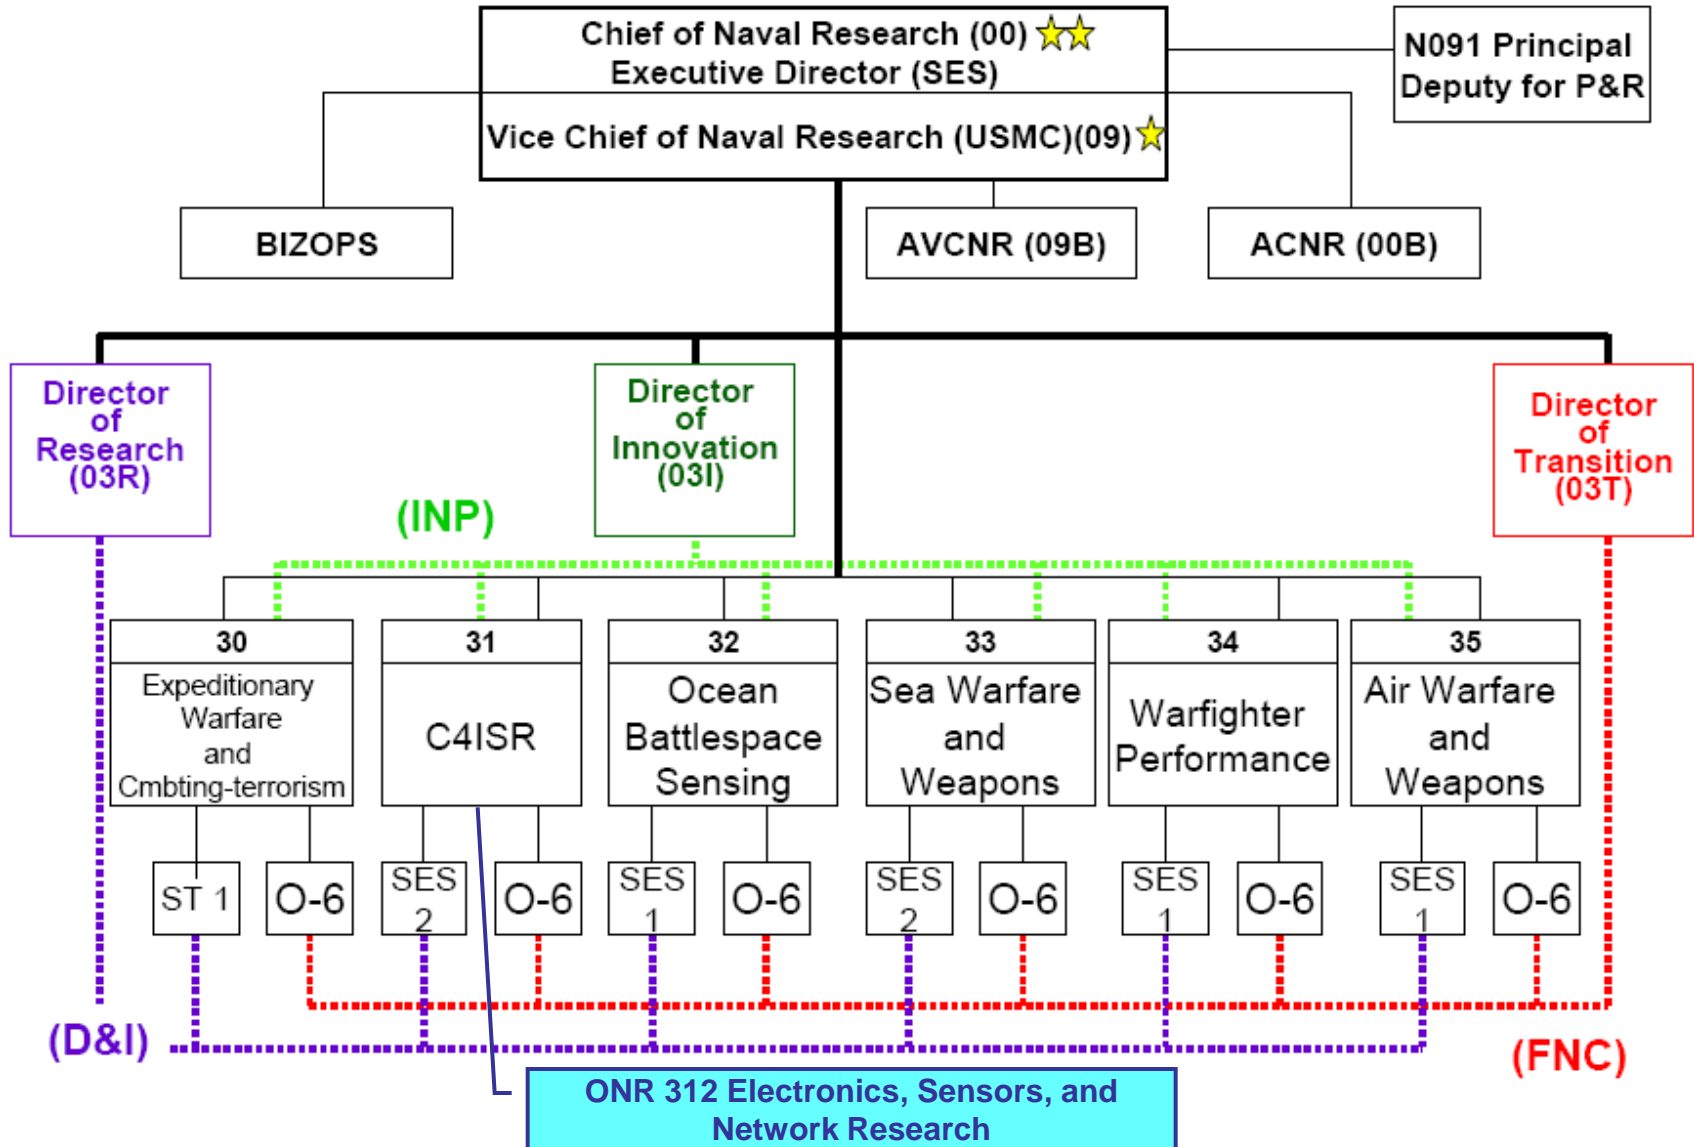 Chief of Naval Research (00)
Executive Director (SES)
Vice Chief of Naval Research (USMC)(09)
N091 Principal
Deputy for P&R
BIZOPS
AVCNR (09B)
ACNR (00B)
Director
of
Research
(03R)
Director
of
Innovation
(03I)
Director
of
Transition
(03T)
(INP)
30
Expeditionary
Warfare
and
Cmbting-terrorism
31
C4ISR
32
Ocean
Battlespace
Sensing
33
Sea Warfare
and
Weapons
34
Warfighter
Performance
35
Air Warfare
and
Weapons
ST 1
O-6
SES
2
O-6
SES
1
O-6
SES
2
O-6
SES
1
O-6
SES
1
O-6
(D&I)
(FNC)
ONR 312 Electronics, Sensors, and
Network Research